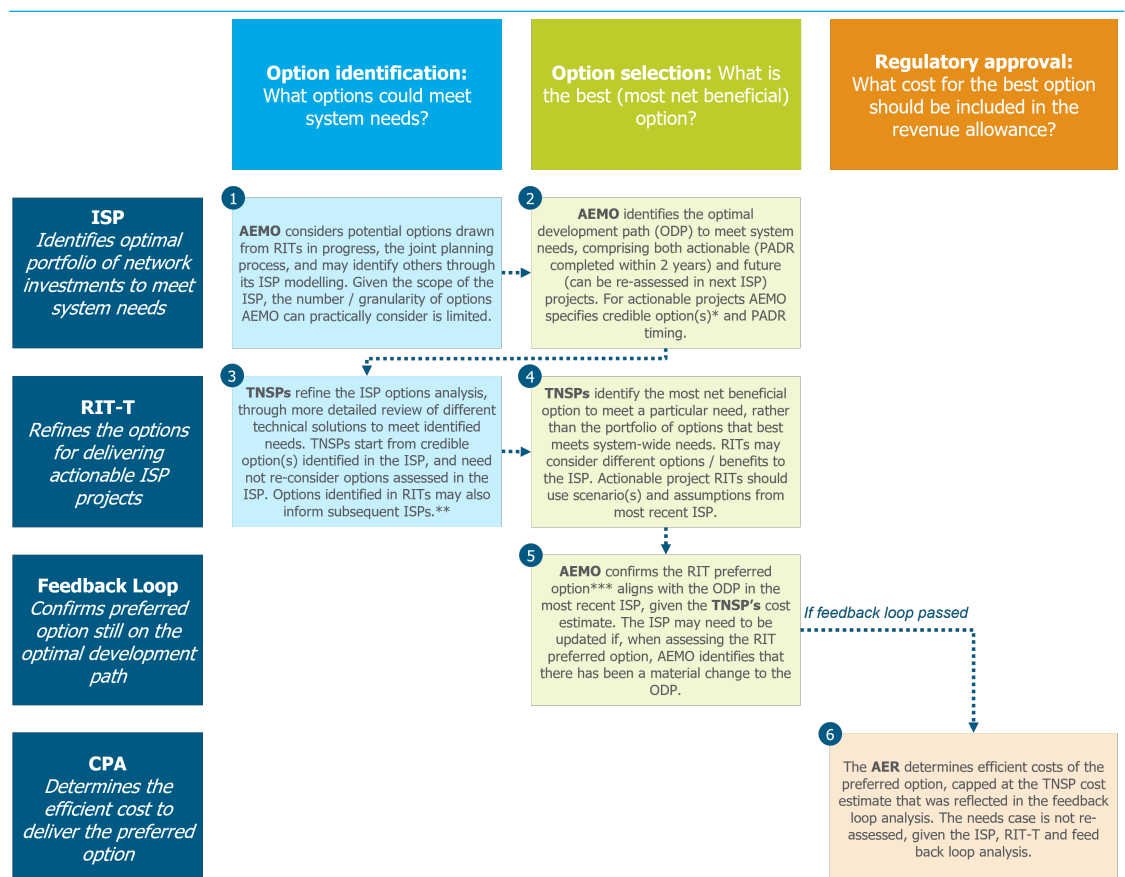 Option identification:
What options could meet
system needs?
Option selection: What is
the best (most net beneficial)
option?
Regulatory approval:
What cost for the best option
should be included in the
revenue allowance?
ISP
Identifies optimal
portfolio of network
investments to meet
system needs
1
AEMO considers potential options drawn
from RITs in progress, the joint planning
process, and may identify others through
its ISP modelling. Given the scope of the
ISP, the number / granularity of options
AEMO can practically consider is limited.
2
AEMO identifies the optimal
development path (ODP) to meet system
needs, comprising both actionable (PADR
completed within 2 years) and future
(can be re-assessed in next ISP)
projects. For actionable projects AEMO
specifies credible option(s)* and PADR
timing.
RIT-T
Refines the options
for delivering
actionable ISP
projects
3
TNSPs refine the ISP options analysis,
through more detailed review of different
technical solutions to meet identified
needs. TNSPs start from credible
option(s) identified in the ISP, and need
not re-consider options assessed in the
ISP. Options identified in RITs may also
inform subsequent ISPs.**
4
TNSPs identify the most net beneficial
option to meet a particular need, rather
than the portfolio of options that best
meets system-wide needs. RITs may
consider different options / benefits to
the ISP. Actionable project RITs should
use scenario(s) and assumptions from
most recent ISP.
Feedback Loop
Confirms preferred
option still on the
optimal development
path
5
AEMO confirms the RIT preferred
option*** aligns with the ODP in the
most recent ISP, given the TNSP's cost
estimate. The ISP may need to be
updated if, when assessing the RIT
preferred option, AEMO identifies that
there has been a material change to the
ODP.
If feedback loop passed
CPA
Determines the
efficient cost to
deliver the preferred
option
6
The AER determines efficient costs of the
preferred option, capped at the TNSP cost
estimate that was reflected in the feedback
loop analysis. The needs case is not re-
assessed, given the ISP, RIT-T and feed
back loop analysis.